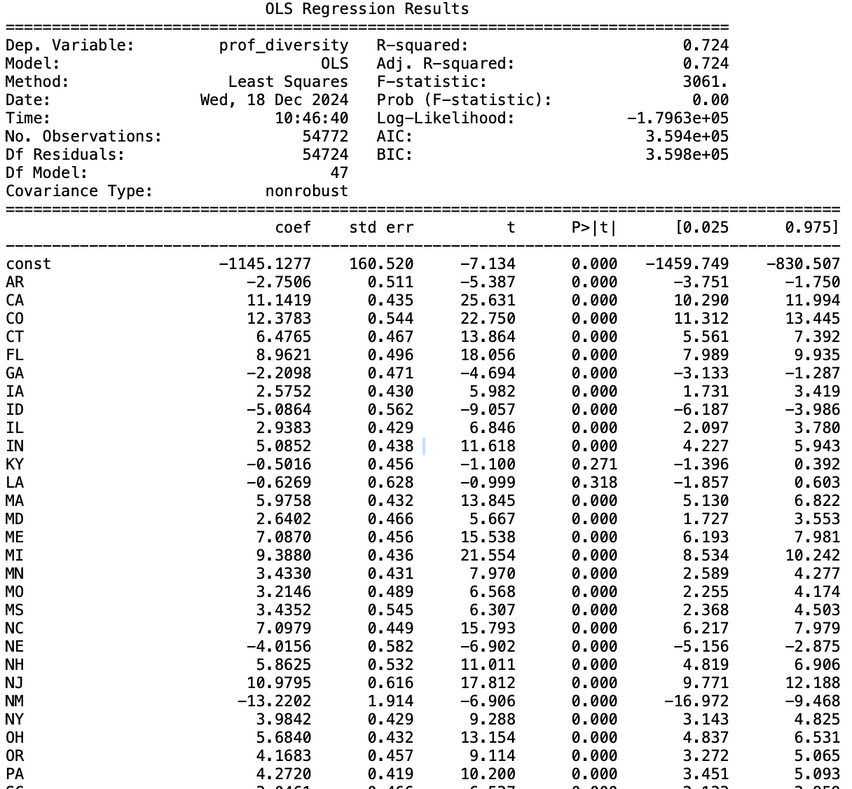 OLS Regression Results
==============================================================================
Dep. Variable: prof_diversity R-squared: 0.724
Model: OLS Adj. R-squared: 0.724
Method: Least Squares F-statistic: 3061.
Date: Wed, 18 Dec 2024 Prob (F-statistic): 0.00
Time: 10:46:40 Log-Likelihood: -1.7963e+05
No. Observations: 54772 AIC: 3.594e+05
Df Residuals: 54724 BIC: 3.598e+05
Df Model: 47
Covariance Type: nonrobust
==============================================================================
coef std err t P>|t| [0.025 0.975]
------------------------------------------------------------------------------
const -1145.1277 160.520 -7.134 0.000 -1459.749 -830.507
AR -2.7506 0.511 -5.387 0.000 -3.751 -1.750
CA 11.1419 0.435 25.631 0.000 10.290 11.994
CO 12.3783 0.544 22.750 0.000 11.312 13.445
CT 6.4765 0.467 13.864 0.000 5.561 7.392
FL 8.9621 0.496 18.056 0.000 7.989 9.935
GA -2.2098 0.471 -4.694 0.000 -3.133 -1.287
IA 2.5752 0.430 5.982 0.000 1.731 3.419
ID -5.0864 0.562 -9.057 0.000 -6.187 -3.986
IL 2.9383 0.429 6.846 0.000 2.097 3.780
IN 5.0852 0.438 11.618 0.000 4.227 5.943
KY -0.5016 0.456 -1.100 0.271 -1.396 0.392
LA -0.6269 0.628 -0.999 0.318 -1.857 0.603
MA 5.9758 0.432 13.845 0.000 5.130 6.822
MD 2.6402 0.466 5.667 0.000 1.727 3.553
ME 7.0870 0.456 15.538 0.000 6.193 7.981
MI 9.3880 0.436 21.554 0.000 8.534 10.242
MN 3.4330 0.431 7.970 0.000 2.589 4.277
MO 3.2146 0.489 6.568 0.000 2.255 4.174
MS 3.4352 0.545 6.307 0.000 2.368 4.503
NC 7.0979 0.449 15.793 0.000 6.217 7.979
NE -4.0156 0.582 -6.902 0.000 -5.156 -2.875
NH 5.8625 0.532 11.011 0.000 4.819 6.906
NJ 10.9795 0.616 17.812 0.000 9.771 12.188
NM -13.2202 1.914 -6.906 0.000 -16.972 -9.468
NY 3.9842 0.429 9.288 0.000 3.143 4.825
OH 5.6840 0.432 13.154 0.000 4.837 6.531
OR 4.1683 0.457 9.114 0.000 3.272 5.065
PA 4.2720 0.419 10.200 0.000 3.451 5.093